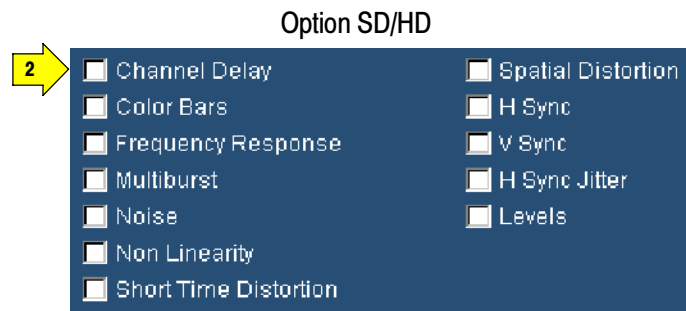 Option SD/HD
2
Channel Delay
Color Bars
Frequency Response
Multiburst
Noise
Non Linearity
Short Time Distortion
Spatial Distortion
H Sync
V Sync
H Sync Jitter
Levels